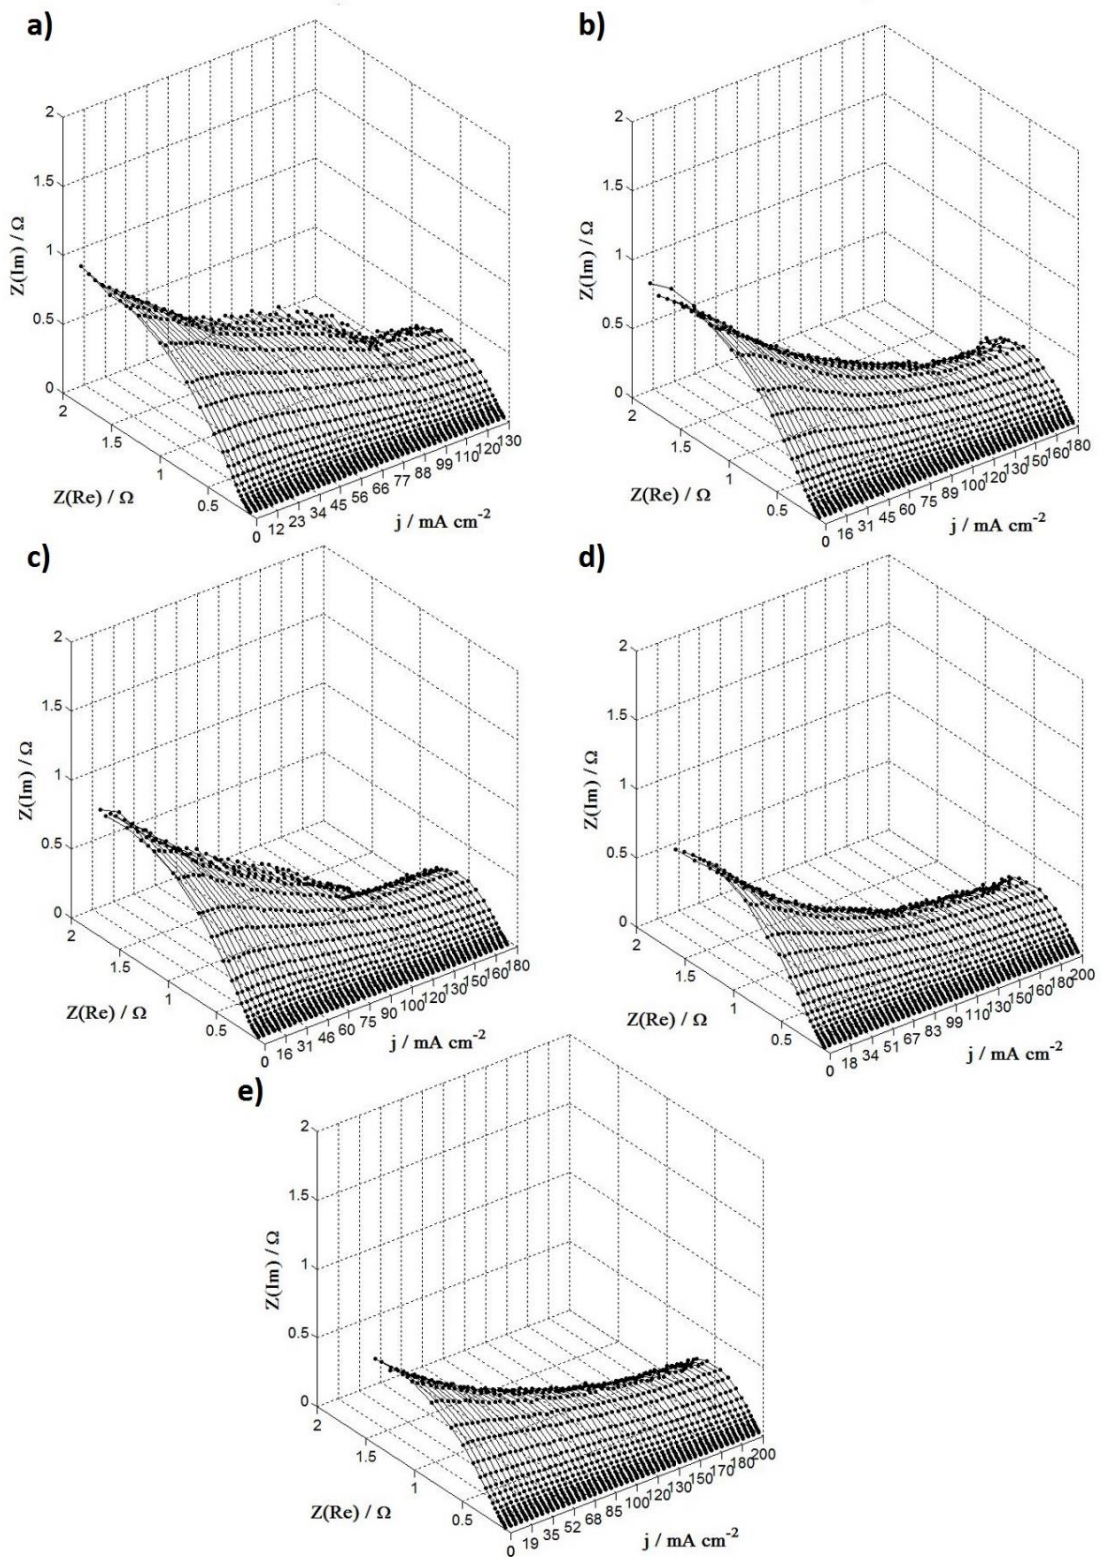 a)
2
1.5
1
0.5
0
Z(Im) / Ω
2
1.5
1
0.5
Z(Re) / Ω
0 12 23 34 45 56 66 77 88 99 110 120 130
j / mA cm-2
b)
2
1.5
1
0.5
0
Z(Im) / Ω
2
1.5
1
0.5
Z(Re) / Ω
0 16 31 45 60 75 89 100 120 130 150 160 180
j / mA cm-2
c)
2
1.5
1
0.5
0
Z(Im) / Ω
2
1.5
1
0.5
Z(Re) / Ω
0 16 31 46 60 75 90 100 120 130 150 160 180
j / mA cm-2
d)
2
1.5
1
0.5
0
Z(Im) / Ω
2
1.5
1
0.5
Z(Re) / Ω
0 18 34 51 67 83 99 110 130 150 160 180 200
j / mA cm-2
e)
2
1.5
1
0.5
0
Z(Im) / Ω
2
1.5
1
0.5
Z(Re) / Ω
0 19 35 52 68 85 100 120 130 150 170 180 200
j / mA cm-2